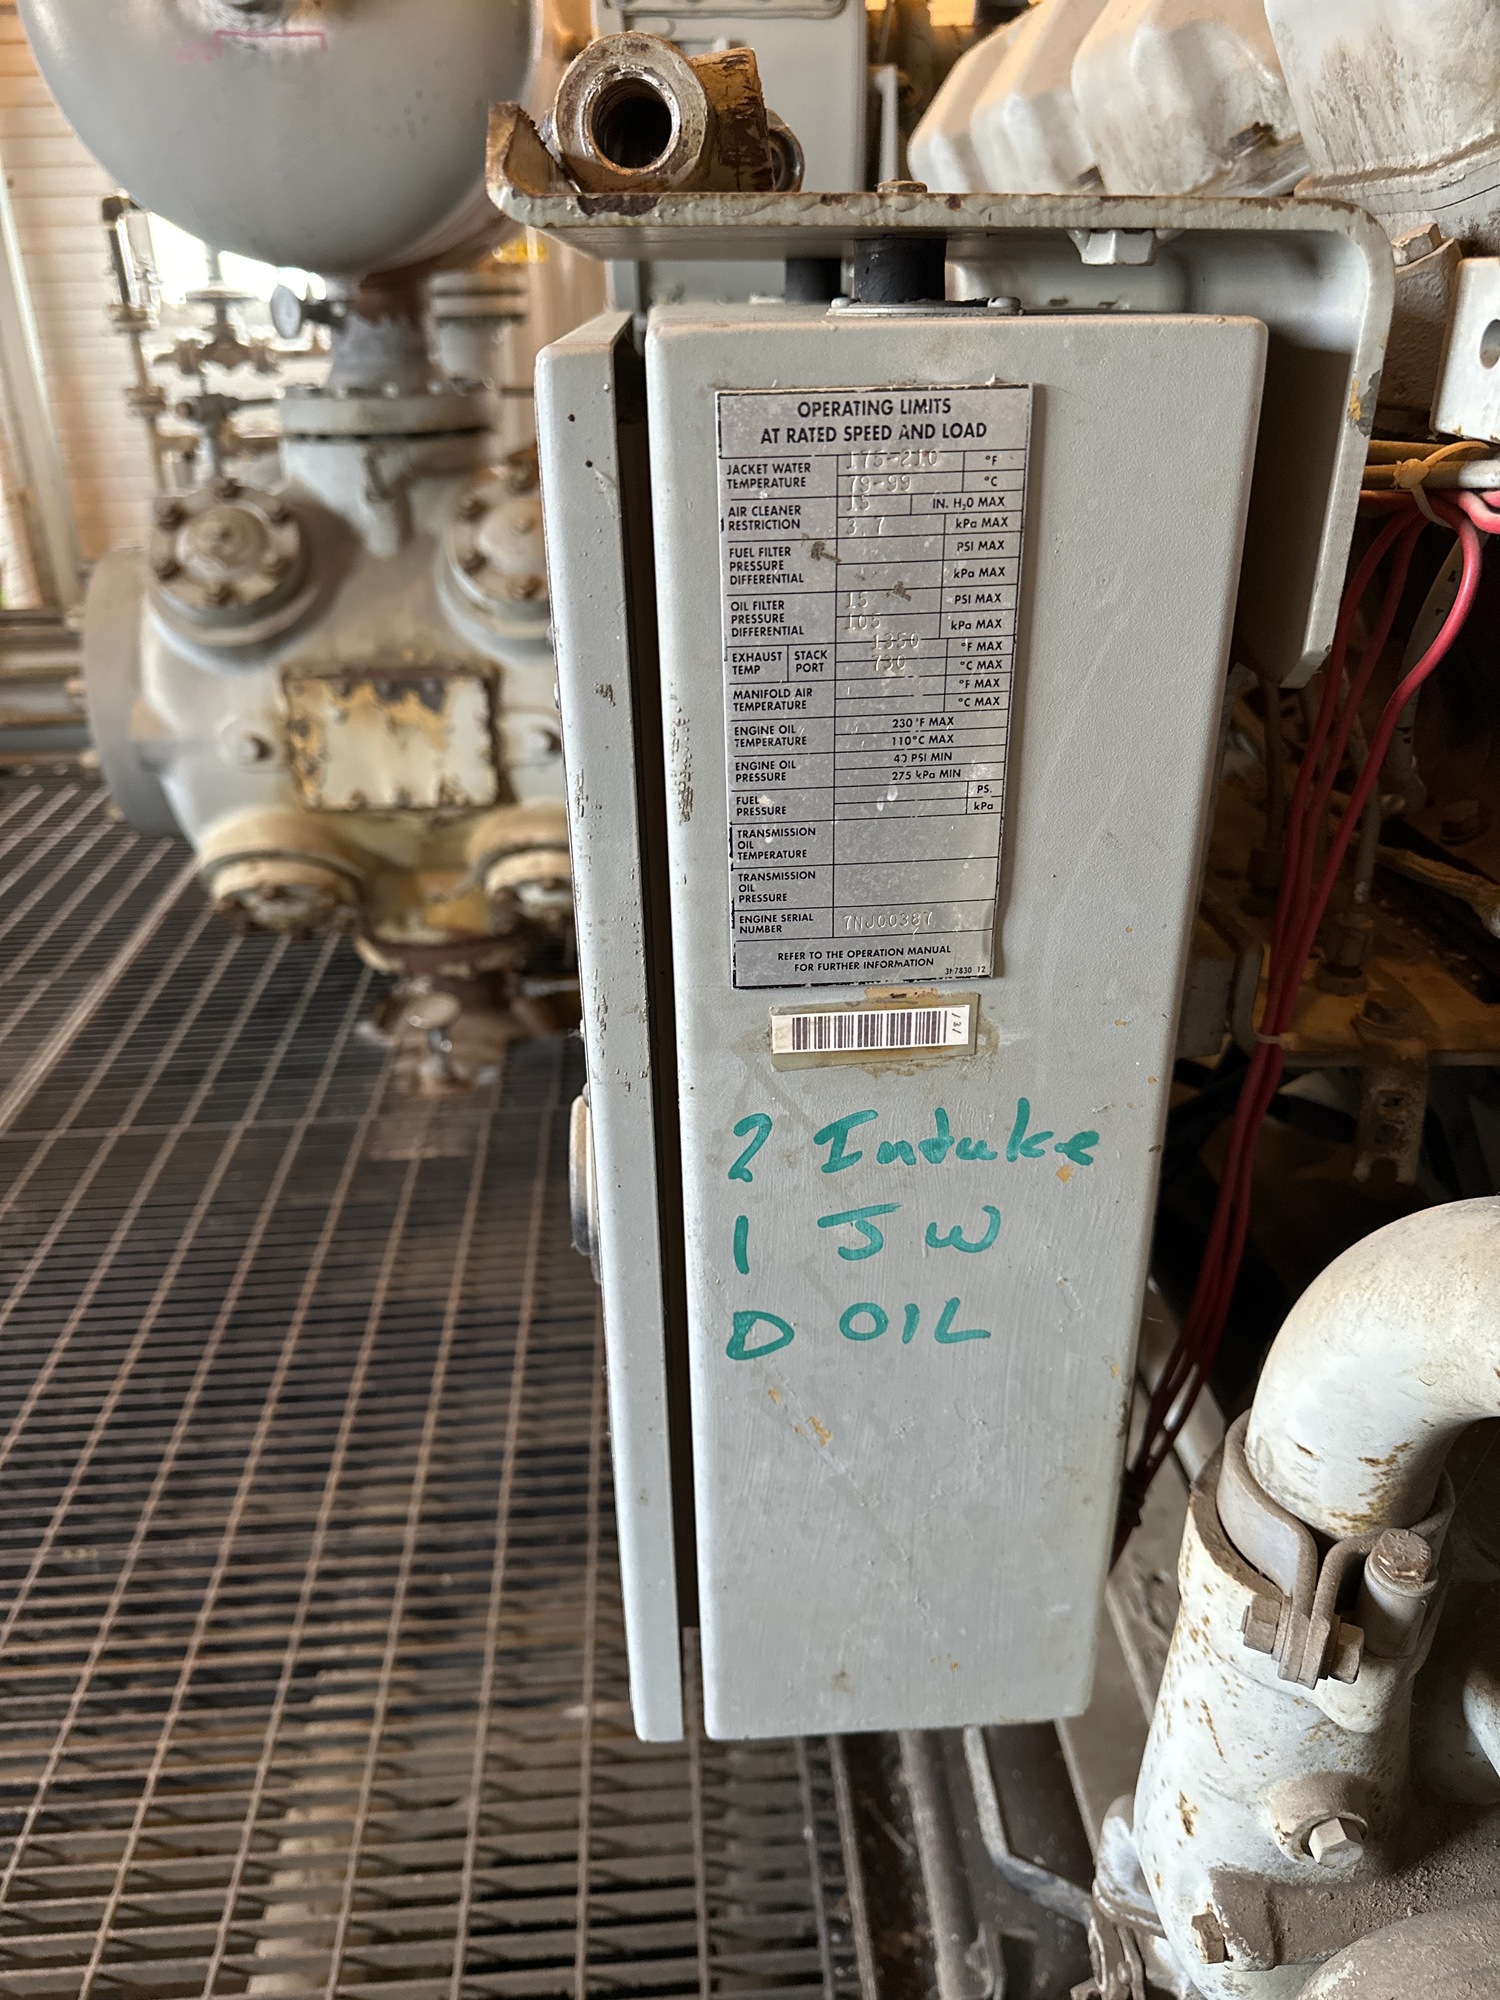 OPERATING LIMITS
AT RATED SPEED AND LOAD
JACKET WATER TEMPERATURE 175-210 °F
79-99 °C
AIR CLEANER RESTRICTION 15 IN. H₂O MAX
3.7 kPa MAX
FUEL FILTER PRESSURE DIFFERENTIAL PSI MAX
kPa MAX
OIL FILTER PRESSURE DIFFERENTIAL 15 PSI MAX
105 kPa MAX
EXHAUST TEMP STACK PORT 1350 °F MAX
730 °C MAX
MANIFOLD AIR TEMPERATURE °F MAX
°C MAX
ENGINE OIL TEMPERATURE 230°F MAX
110°C MAX
ENGINE OIL PRESSURE 40 PSI MIN
275 kPa MIN
FUEL PRESSURE PS.
kPa
TRANSMISSION OIL TEMPERATURE
TRANSMISSION OIL PRESSURE
ENGINE SERIAL NUMBER 7NJ00387
REFER TO THE OPERATION MANUAL
FOR FURTHER INFORMATION
2 Intake
1 JW
D OIL